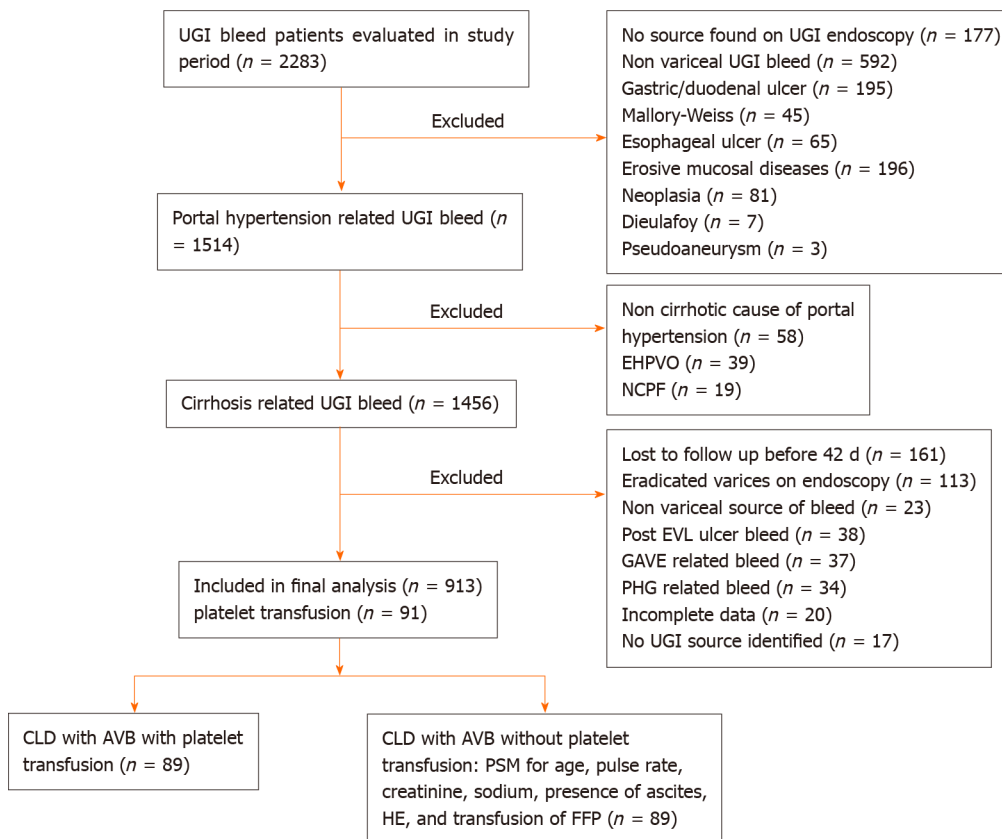 UGI bleed patients evaluated in study
period (n = 2283)
Excluded
No source found on UGI endoscopy (n = 177)
Non variceal UGI bleed (n = 592)
Gastric/duodenal ulcer (n = 195)
Mallory-Weiss (n = 45)
Esophageal ulcer (n = 65)
Erosive mucosal diseases (n = 196)
Neoplasia (n = 81)
Dieulafoy (n = 7)
Pseudoaneurysm (n = 3)
Portal hypertension related UGI bleed (n
= 1514)
Excluded
Non cirrhotic cause of portal
hypertension (n = 58)
EHPVO (n = 39)
NCPF (n = 19)
Cirrhosis related UGI bleed (n = 1456)
Excluded
Lost to follow up before 42 d (n = 161)
Eradicated varices on endoscopy (n = 113)
Non variceal source of bleed (n = 23)
Post EVL ulcer bleed (n = 38)
GAVE related bleed (n = 37)
PHG related bleed (n = 34)
Incomplete data (n = 20)
No UGI source identified (n = 17)
Included in final analysis (n = 913)
platelet transfusion (n = 91)
CLD with AVB with platelet
transfusion (n = 89)
CLD with AVB without platelet
transfusion: PSM for age, pulse rate,
creatinine, sodium, presence of ascites,
HE, and transfusion of FFP (n = 89)